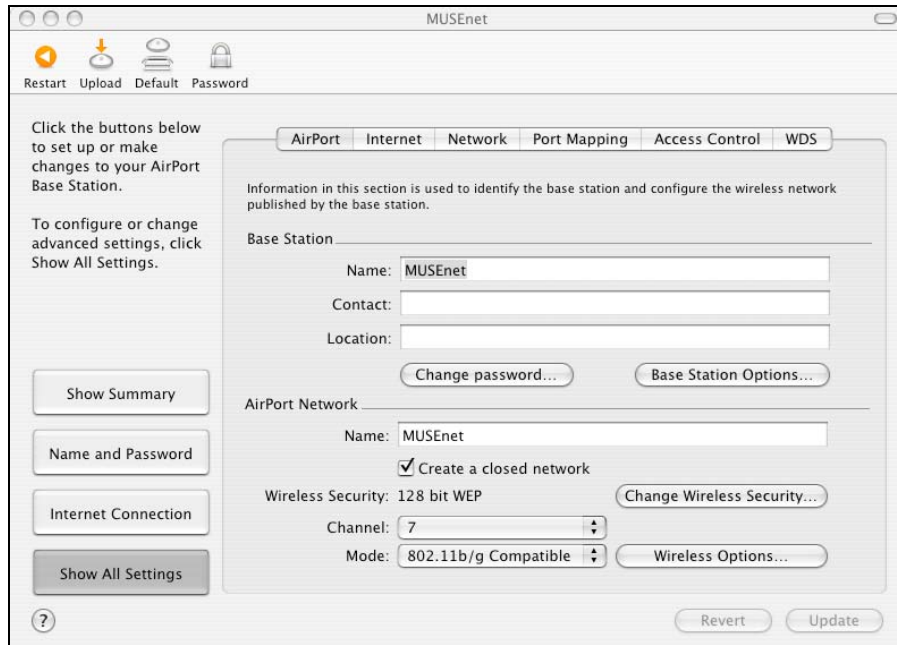 MUSEnet
Restart Upload Default Password
Click the buttons below
to set up or make
changes to your AirPort
Base Station.
To configure or change
advanced settings, click
Show All Settings.
Show Summary
Name and Password
Internet Connection
Show All Settings
?
AirPort Internet Network Port Mapping Access Control WDS
Information in this section is used to identify the base station and configure the wireless network
published by the base station.
Base Station
Name: MUSEnet
Contact:
Location:
Change password... Base Station Options...
AirPort Network
Name: MUSEnet
Create a closed network
Wireless Security: 128 bit WEP Change Wireless Security...
Channel: 7
Mode: 802.11b/g Compatible Wireless Options...
Revert Update